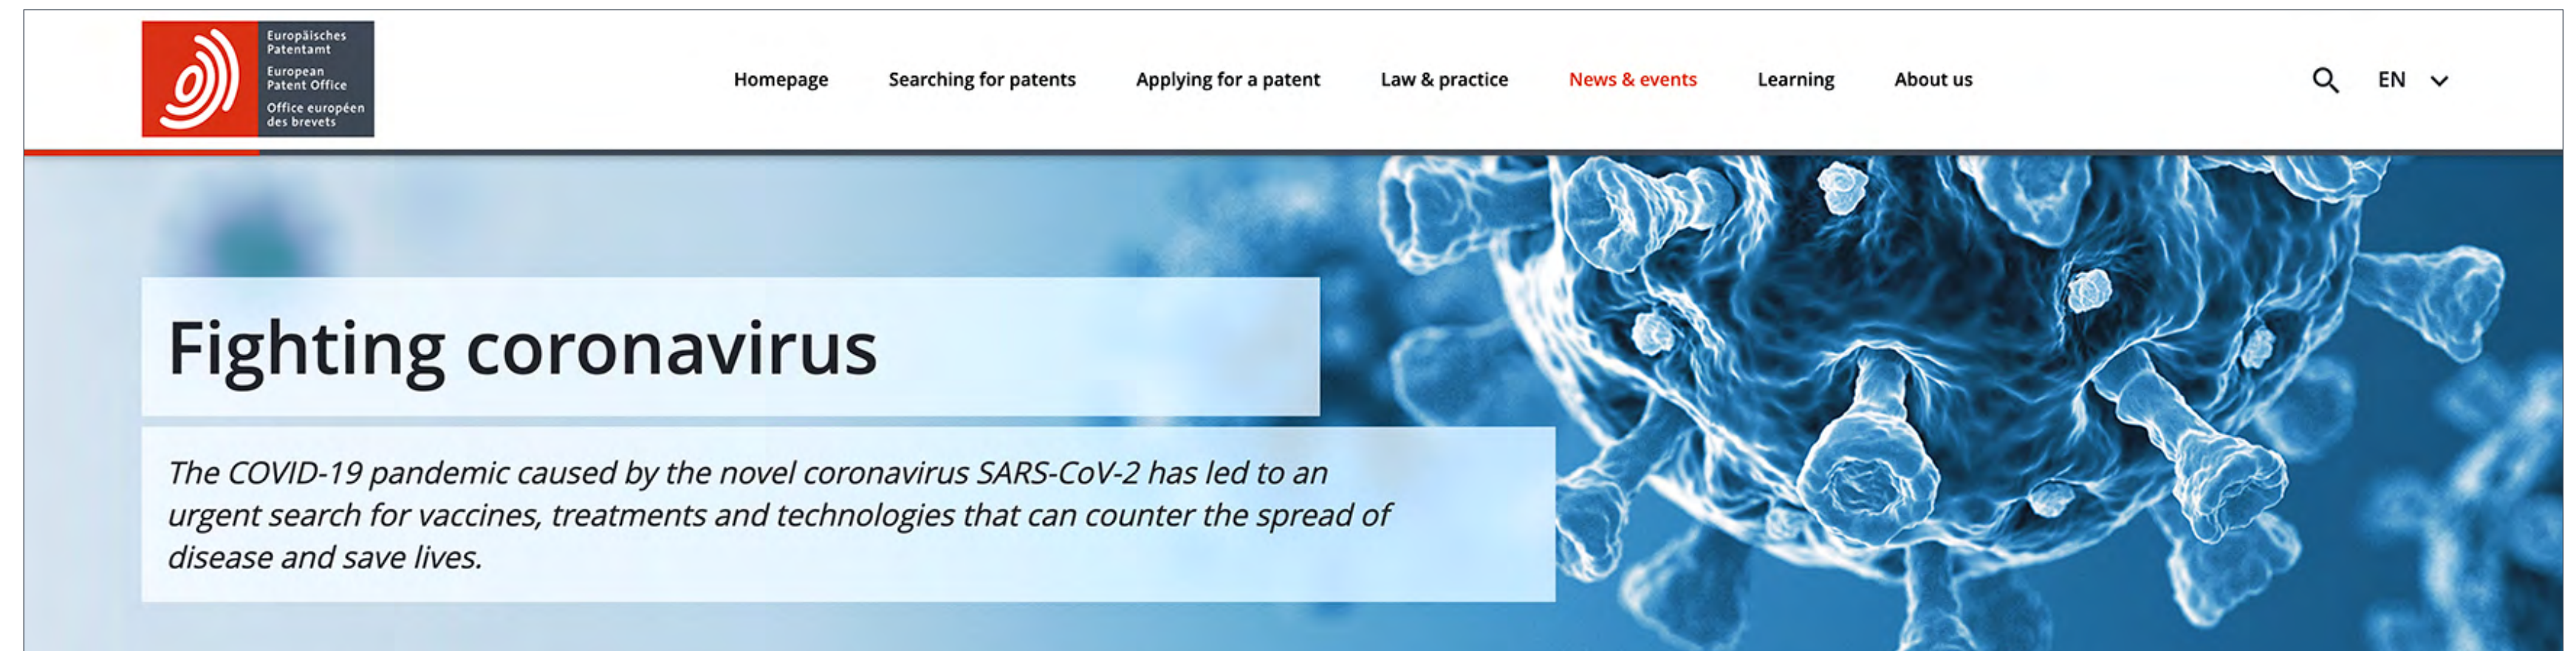 Europäisches
Patentamt
European
Patent Office
Office européen
des brevets
Homepage Searching for patents Applying for a patent Law & practice News & events Learning About us EN
Fighting coronavirus
The COVID-19 pandemic caused by the novel coronavirus SARS-CoV-2 has led to an
urgent search for vaccines, treatments and technologies that can counter the spread of
disease and save lives.